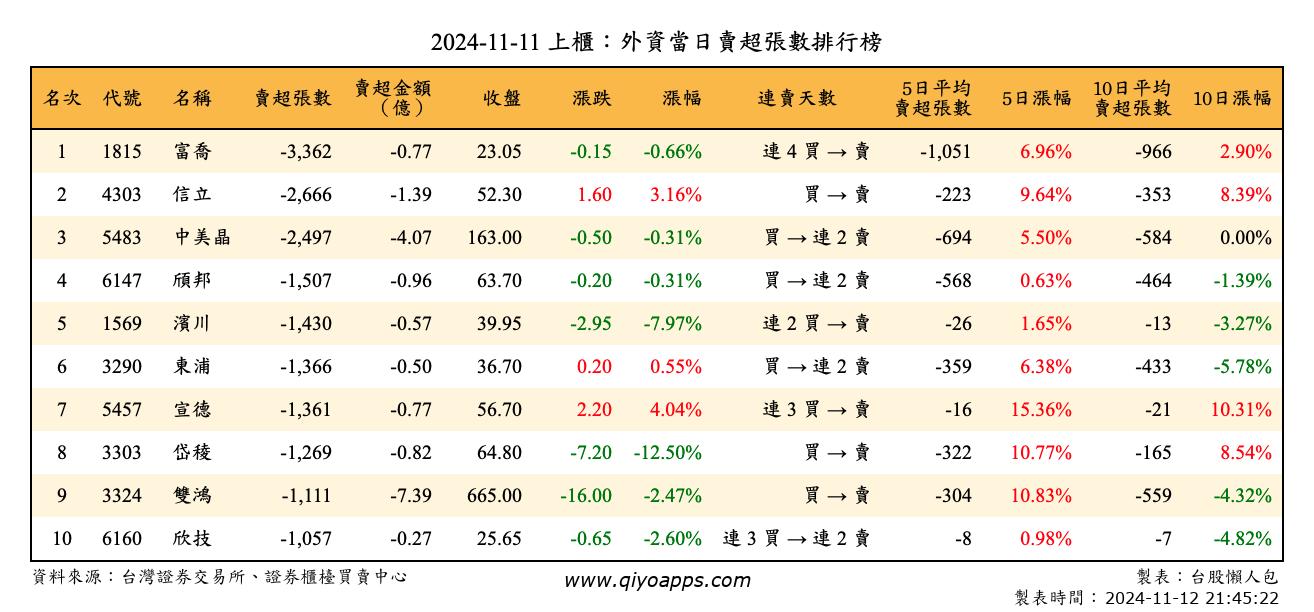 2024-11-11 上櫃：外資當日賣超張數排行榜
名次 代號 名稱 賣超張數 賣超金額（億） 收盤 漲跌 漲幅 連賣天數 5日平均賣超張數 5日漲幅 10日平均賣超張數 10日漲幅
1 1815 富喬 -3,362 -0.77 23.05 -0.15 -0.66% 連 4 買 → 賣 -1,051 6.96% -966 2.90%
2 4303 信立 -2,666 -1.39 52.30 1.60 3.16% 買 → 賣 -223 9.64% -353 8.39%
3 5483 中美晶 -2,497 -4.07 163.00 -0.50 -0.31% 買 → 連 2 賣 -694 5.50% -584 0.00%
4 6147 頎邦 -1,507 -0.96 63.70 -0.20 -0.31% 買 → 連 2 賣 -568 0.63% -464 -1.39%
5 1569 濱川 -1,430 -0.57 39.95 -2.95 -7.97% 連 2 買 → 賣 -26 1.65% -13 -3.27%
6 3290 東浦 -1,366 -0.50 36.70 0.20 0.55% 買 → 連 2 賣 -359 6.38% -433 -5.78%
7 5457 宣德 -1,361 -0.77 56.70 2.20 4.04% 連 3 買 → 賣 -16 15.36% -21 10.31%
8 3303 岱稜 -1,269 -0.82 64.80 -7.20 -12.50% 買 → 賣 -322 10.77% -165 8.54%
9 3324 雙鴻 -1,111 -7.39 665.00 -16.00 -2.47% 買 → 賣 -304 10.83% -559 -4.32%
10 6160 欣技 -1,057 -0.27 25.65 -0.65 -2.60% 連 3 買 → 連 2 賣 -8 0.98% -7 -4.82%
資料來源：台灣證券交易所、證券櫃檯買賣中心 www.qiyoapps.com 製表：台股懶人包
製表時間： 2024-11-12 21:45:22